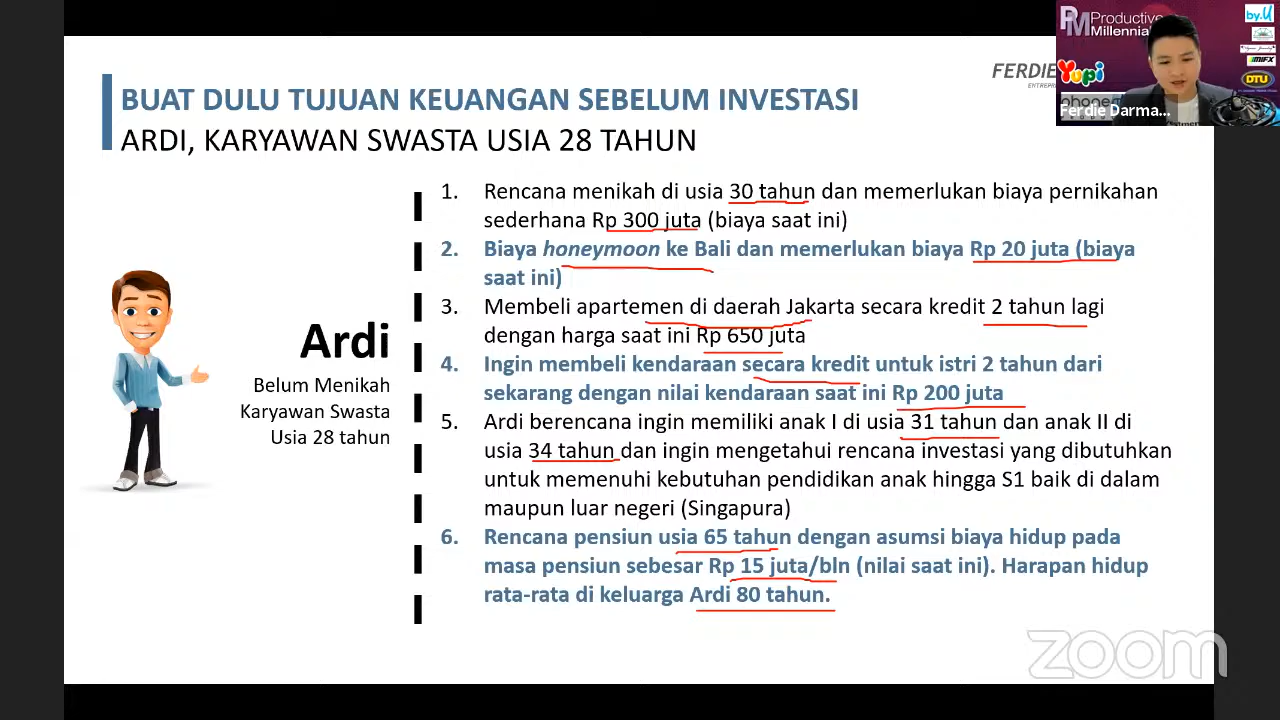 BUAT DULU TUJUAN KEUANGAN SEBELUM INVESTASI
ARDI, KARYAWAN SWASTA USIA 28 TAHUN
FERDIE
Productive
Millennia
by.U
Yupi
MIFX
DTU
Ferdie Darma...
Ardi
Belum Menikah
Karyawan Swasta
Usia 28 tahun
1. Rencana menikah di usia 30 tahun dan memerlukan biaya pernikahan
sederhana Rp 300 juta (biaya saat ini)
2. Biaya honeymoon ke Bali dan memerlukan biaya Rp 20 juta (biaya
saat ini)
3. Membeli apartemen di daerah Jakarta secara kredit 2 tahun lagi
dengan harga saat ini Rp 650 juta
4. Ingin membeli kendaraan secara kredit untuk istri 2 tahun dari
sekarang dengan nilai kendaraan saat ini Rp 200 juta
5. Ardi berencana ingin memiliki anak I di usia 31 tahun dan anak II di
usia 34 tahun dan ingin mengetahui rencana investasi yang dibutuhkan
untuk memenuhi kebutuhan pendidikan anak hingga S1 baik di dalam
maupun luar negeri (Singapura)
6. Rencana pensiun usia 65 tahun dengan asumsi biaya hidup pada
masa pensiun sebesar Rp 15 juta/bln (nilai saat ini). Harapan hidup
rata-rata di keluarga Ardi 80 tahun.
zoom